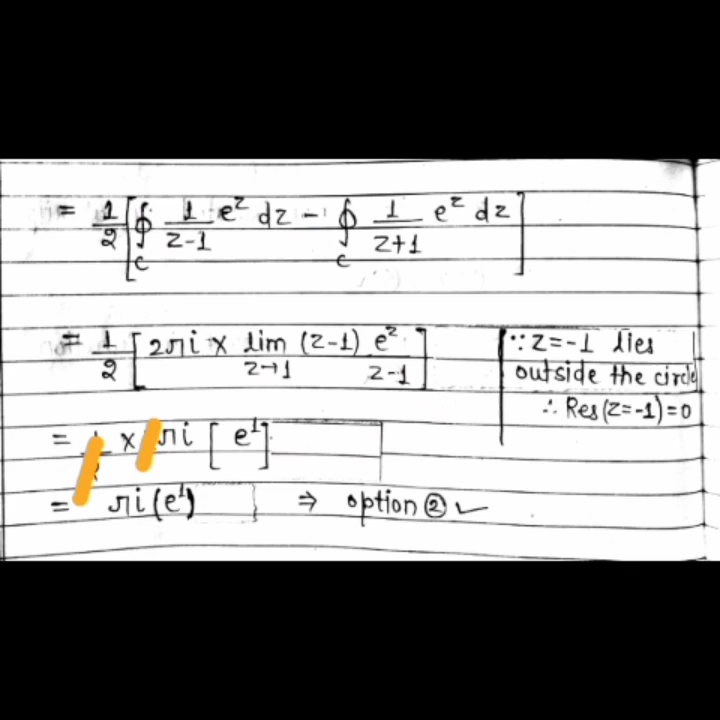 = 1/2 [ ∮_C 1/(z-1) e^z dz - ∮_C 1/(z+1) e^z dz ]
= 1/2 [ 2πi × lim_{z→1} (z-1) e^z/(z-1) ]
∵ z=-1 lies
outside the circle
∴ Res(z=-1)=0
= × πi [ e^1 ]
= πi(e^1) ⇒ option ② ✓